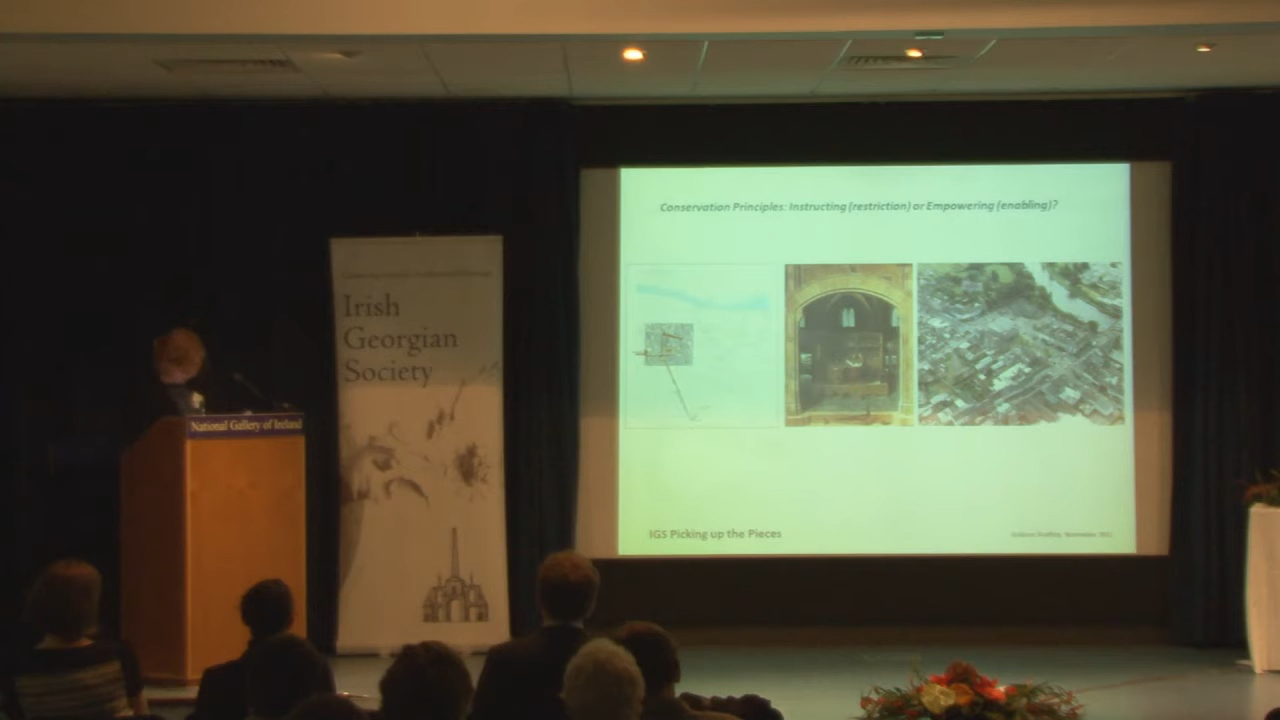 Conservation Principles: Instructing (restriction) or Empowering (enabling)?
Irish
Georgian
Society
National Gallery of Ireland
IGS Picking up the Pieces